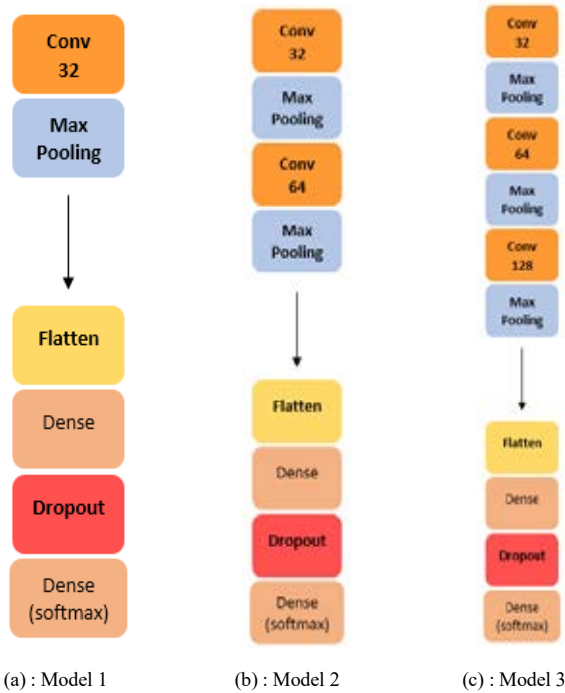 Conv
32
Max
Pooling
Flatten
Dense
Dropout
Dense
(softmax)
(a) : Model 1
Conv
32
Max
Pooling
Conv
64
Max
Pooling
Flatten
Dense
Dropout
Dense
(softmax)
(b) : Model 2
Conv
32
Max
Pooling
Conv
64
Max
Pooling
Conv
128
Max
Pooling
Flatten
Dense
Dropout
Dense
(softmax)
(c) : Model 3